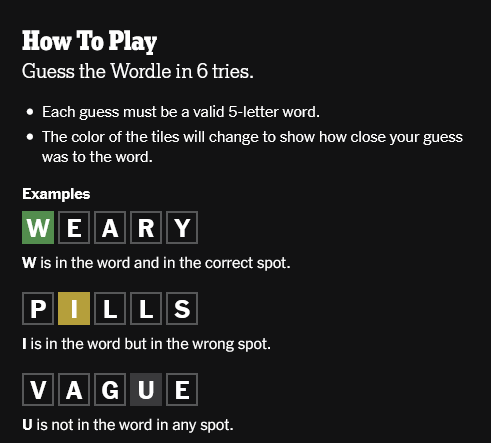 How To Play
Guess the Wordle in 6 tries.
• Each guess must be a valid 5-letter word.
• The color of the tiles will change to show how close your guess
was to the word.
Examples
W E A R Y
W is in the word and in the correct spot.
P I L L S
I is in the word but in the wrong spot.
V A G U E
U is not in the word in any spot.